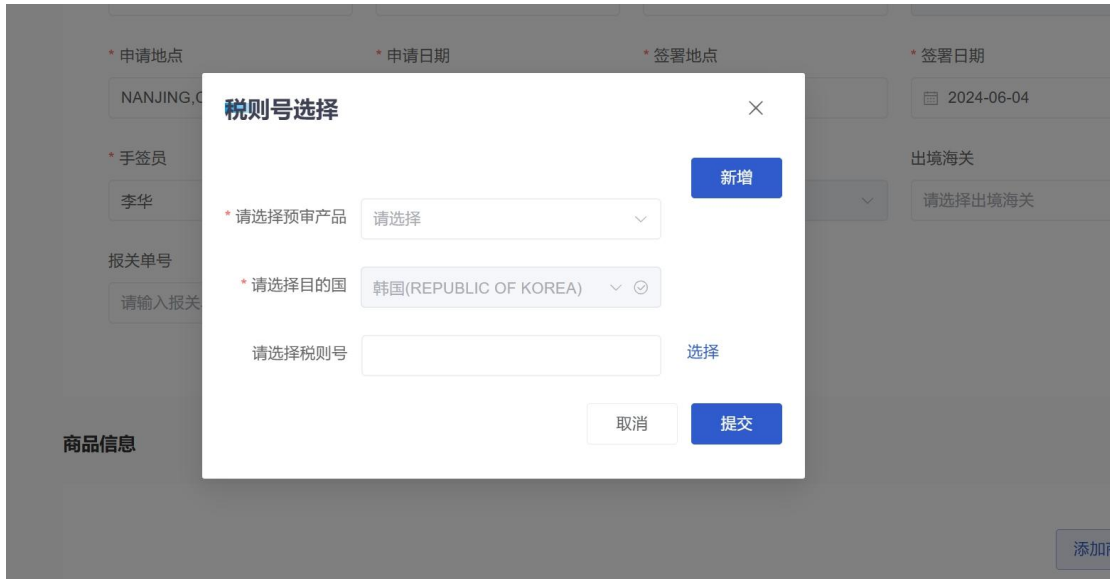 * 申请地点
* 申请日期
* 签署地点
* 签署日期
NANJING,C
2024-06-04
税则号选择
* 手签员
出境海关
新增
李华
请选择出境海关
* 请选择预审产品
请选择
报关单号
* 请选择目的国
韩国(REPUBLIC OF KOREA)
请输入报关
请选择税则号
选择
取消
提交
商品信息
添加